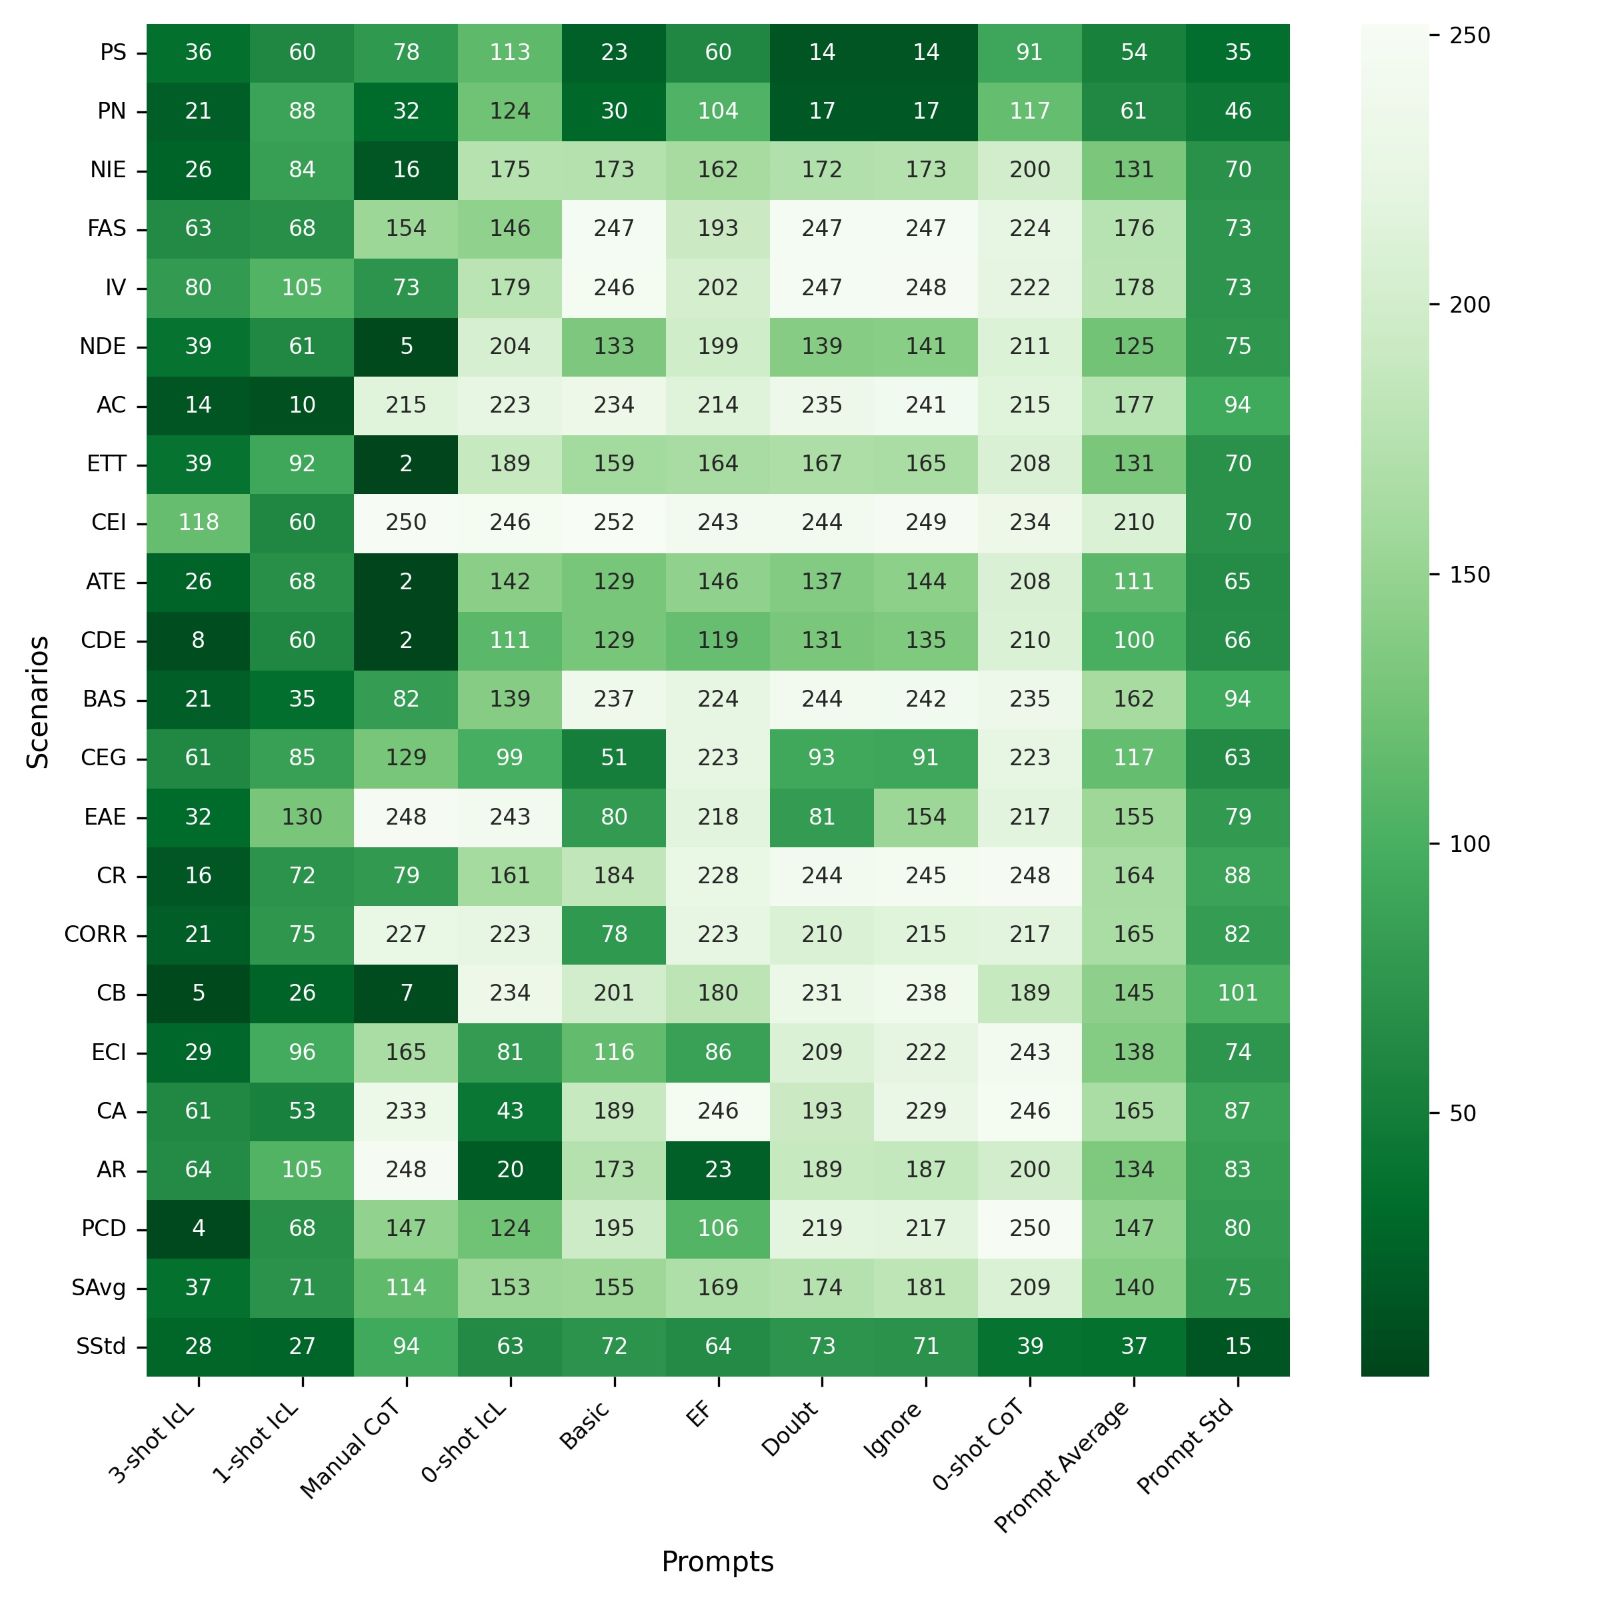 PS 36 60 78 113 23 60 14 14 91 54 35
PN 21 88 32 124 30 104 17 17 117 61 46
NIE 26 84 16 175 173 162 172 173 200 131 70
FAS 63 68 154 146 247 193 247 247 224 176 73
IV 80 105 73 179 246 202 247 248 222 178 73
NDE 39 61 5 204 133 199 139 141 211 125 75
AC 14 10 215 223 234 214 235 241 215 177 94
ETT 39 92 2 189 159 164 167 165 208 131 70
CEI 118 60 250 246 252 243 244 249 234 210 70
ATE 26 68 2 142 129 146 137 144 208 111 65
CDE 8 60 2 111 129 119 131 135 210 100 66
BAS 21 35 82 139 237 224 244 242 235 162 94
CEG 61 85 129 99 51 223 93 91 223 117 63
EAE 32 130 248 243 80 218 81 154 217 155 79
CR 16 72 79 161 184 228 244 245 248 164 88
CORR 21 75 227 223 78 223 210 215 217 165 82
CB 5 26 7 234 201 180 231 238 189 145 101
ECI 29 96 165 81 116 86 209 222 243 138 74
CA 61 53 233 43 189 246 193 229 246 165 87
AR 64 105 248 20 173 23 189 187 200 134 83
PCD 4 68 147 124 195 106 219 217 250 147 80
SAvg 37 71 114 153 155 169 174 181 209 140 75
SStd 28 27 94 63 72 64 73 71 39 37 15
Scenarios
3-shot IcL
1-shot IcL
Manual CoT
0-shot IcL
Basic
EF
Doubt
Ignore
0-shot CoT
Prompt Average
Prompt Std
Prompts
250
200
150
100
50